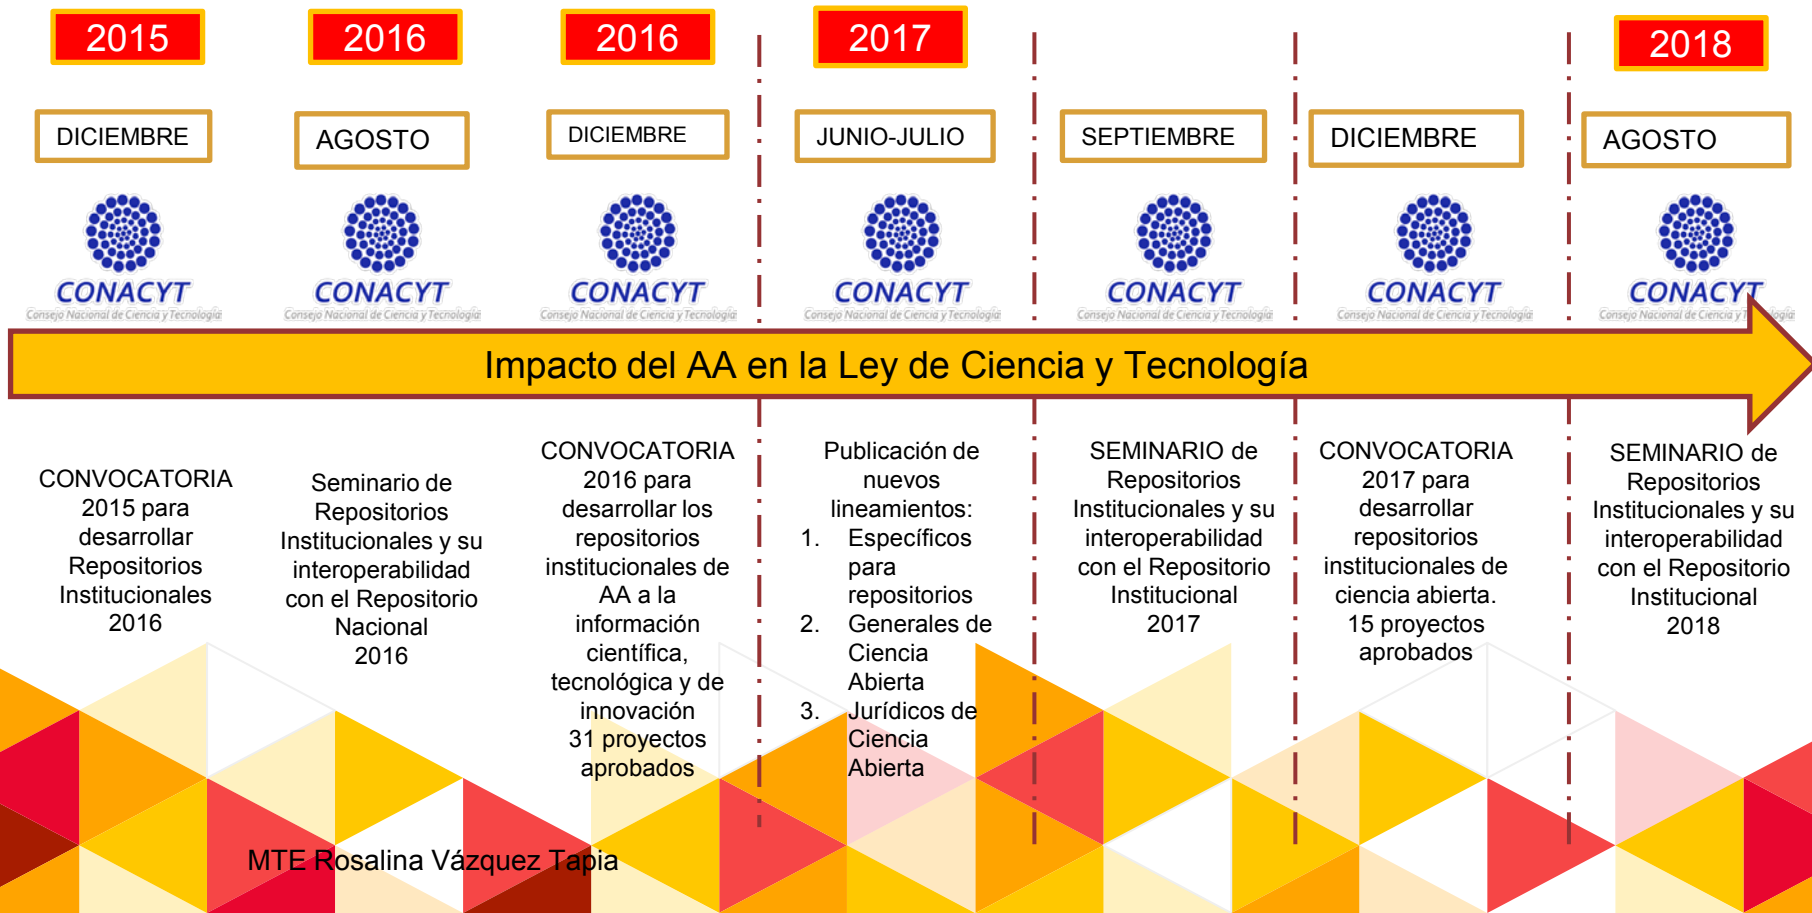 2015
2016
2016
2017
2018
DICIEMBRE
AGOSTO
DICIEMBRE
JUNIO-JULIO
SEPTIEMBRE
DICIEMBRE
AGOSTO
CONACYT
Consejo Nacional de Ciencia y Tecnología
CONACYT
Consejo Nacional de Ciencia y Tecnología
CONACYT
Consejo Nacional de Ciencia y Tecnología
CONACYT
Consejo Nacional de Ciencia y Tecnología
CONACYT
Consejo Nacional de Ciencia y Tecnología
CONACYT
Consejo Nacional de Ciencia y Tecnología
CONACYT
Consejo Nacional de Ciencia y Tecnología
Impacto del AA en la Ley de Ciencia y Tecnología
CONVOCATORIA
2015 para
desarrollar
Repositorios
Institucionales
2016
Seminario de
Repositorios
Institucionales y su
interoperabilidad
con el Repositorio
Nacional
2016
CONVOCATORIA
2016 para
desarrollar los
repositorios
institucionales de
AA a la
información
científica,
tecnológica y de
innovación
31 proyectos
aprobados
Publicación de
nuevos
lineamientos:
1. Específicos
para
repositorios
2. Generales de
Ciencia
Abierta
3. Jurídicos de
Ciencia
Abierta
SEMINARIO de
Repositorios
Institucionales y su
interoperabilidad
con el Repositorio
Institucional
2017
CONVOCATORIA
2017 para
desarrollar
repositorios
institucionales de
ciencia abierta.
15 proyectos
aprobados
SEMINARIO de
Repositorios
Institucionales y su
interoperabilidad
con el Repositorio
Institucional
2018
MTE Rosalina Vázquez Tapia